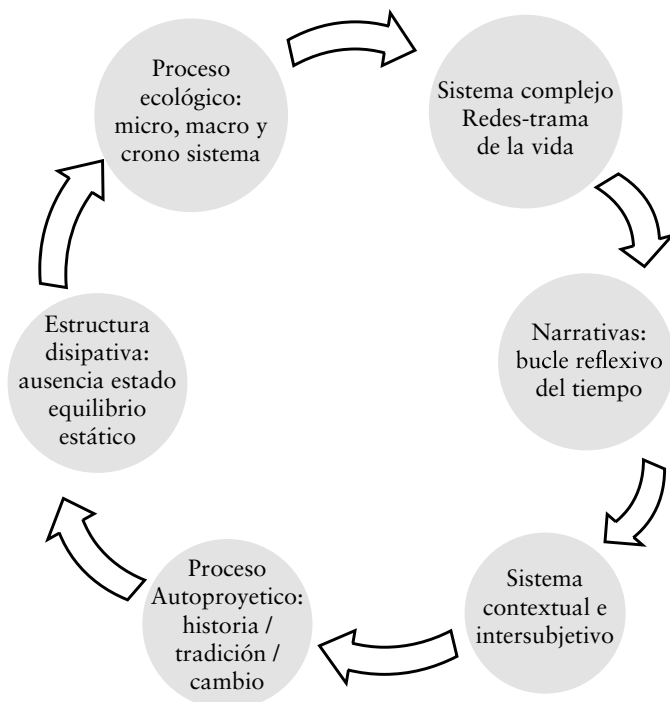 Proceso
ecológico:
micro, macro y
crono sistema
Sistema complejo
Redes-trama
de la vida
Narrativas:
bucle reflexivo
del tiempo
Sistema
contextual e
intersubjetivo
Proceso
Autoproyetico:
historia /
tradición /
cambio
Estructura
disipativa:
ausencia estado
equilibrio
estático